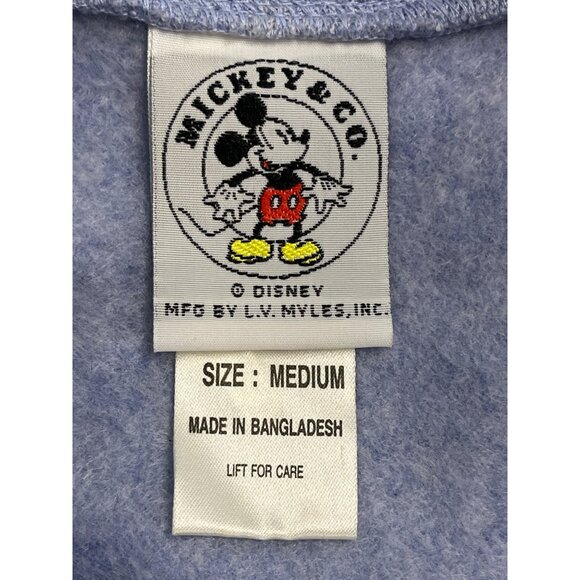 MICKEY & CO.
© DISNEY
MFG BY L.V. MYLES, INC.
SIZE : MEDIUM
MADE IN BANGLADESH
LIFT FOR CARE